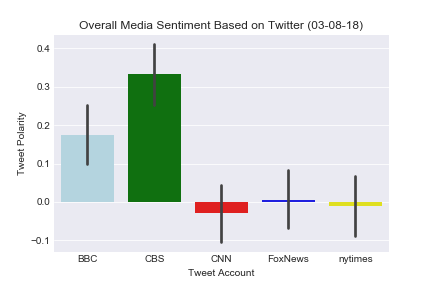 Overall Media Sentiment Based on Twitter (03-08-18)
Tweet Polarity
0.4
0.3
0.2
0.1
0.0
−0.1
BBC CBS CNN FoxNews nytimes
Tweet Account